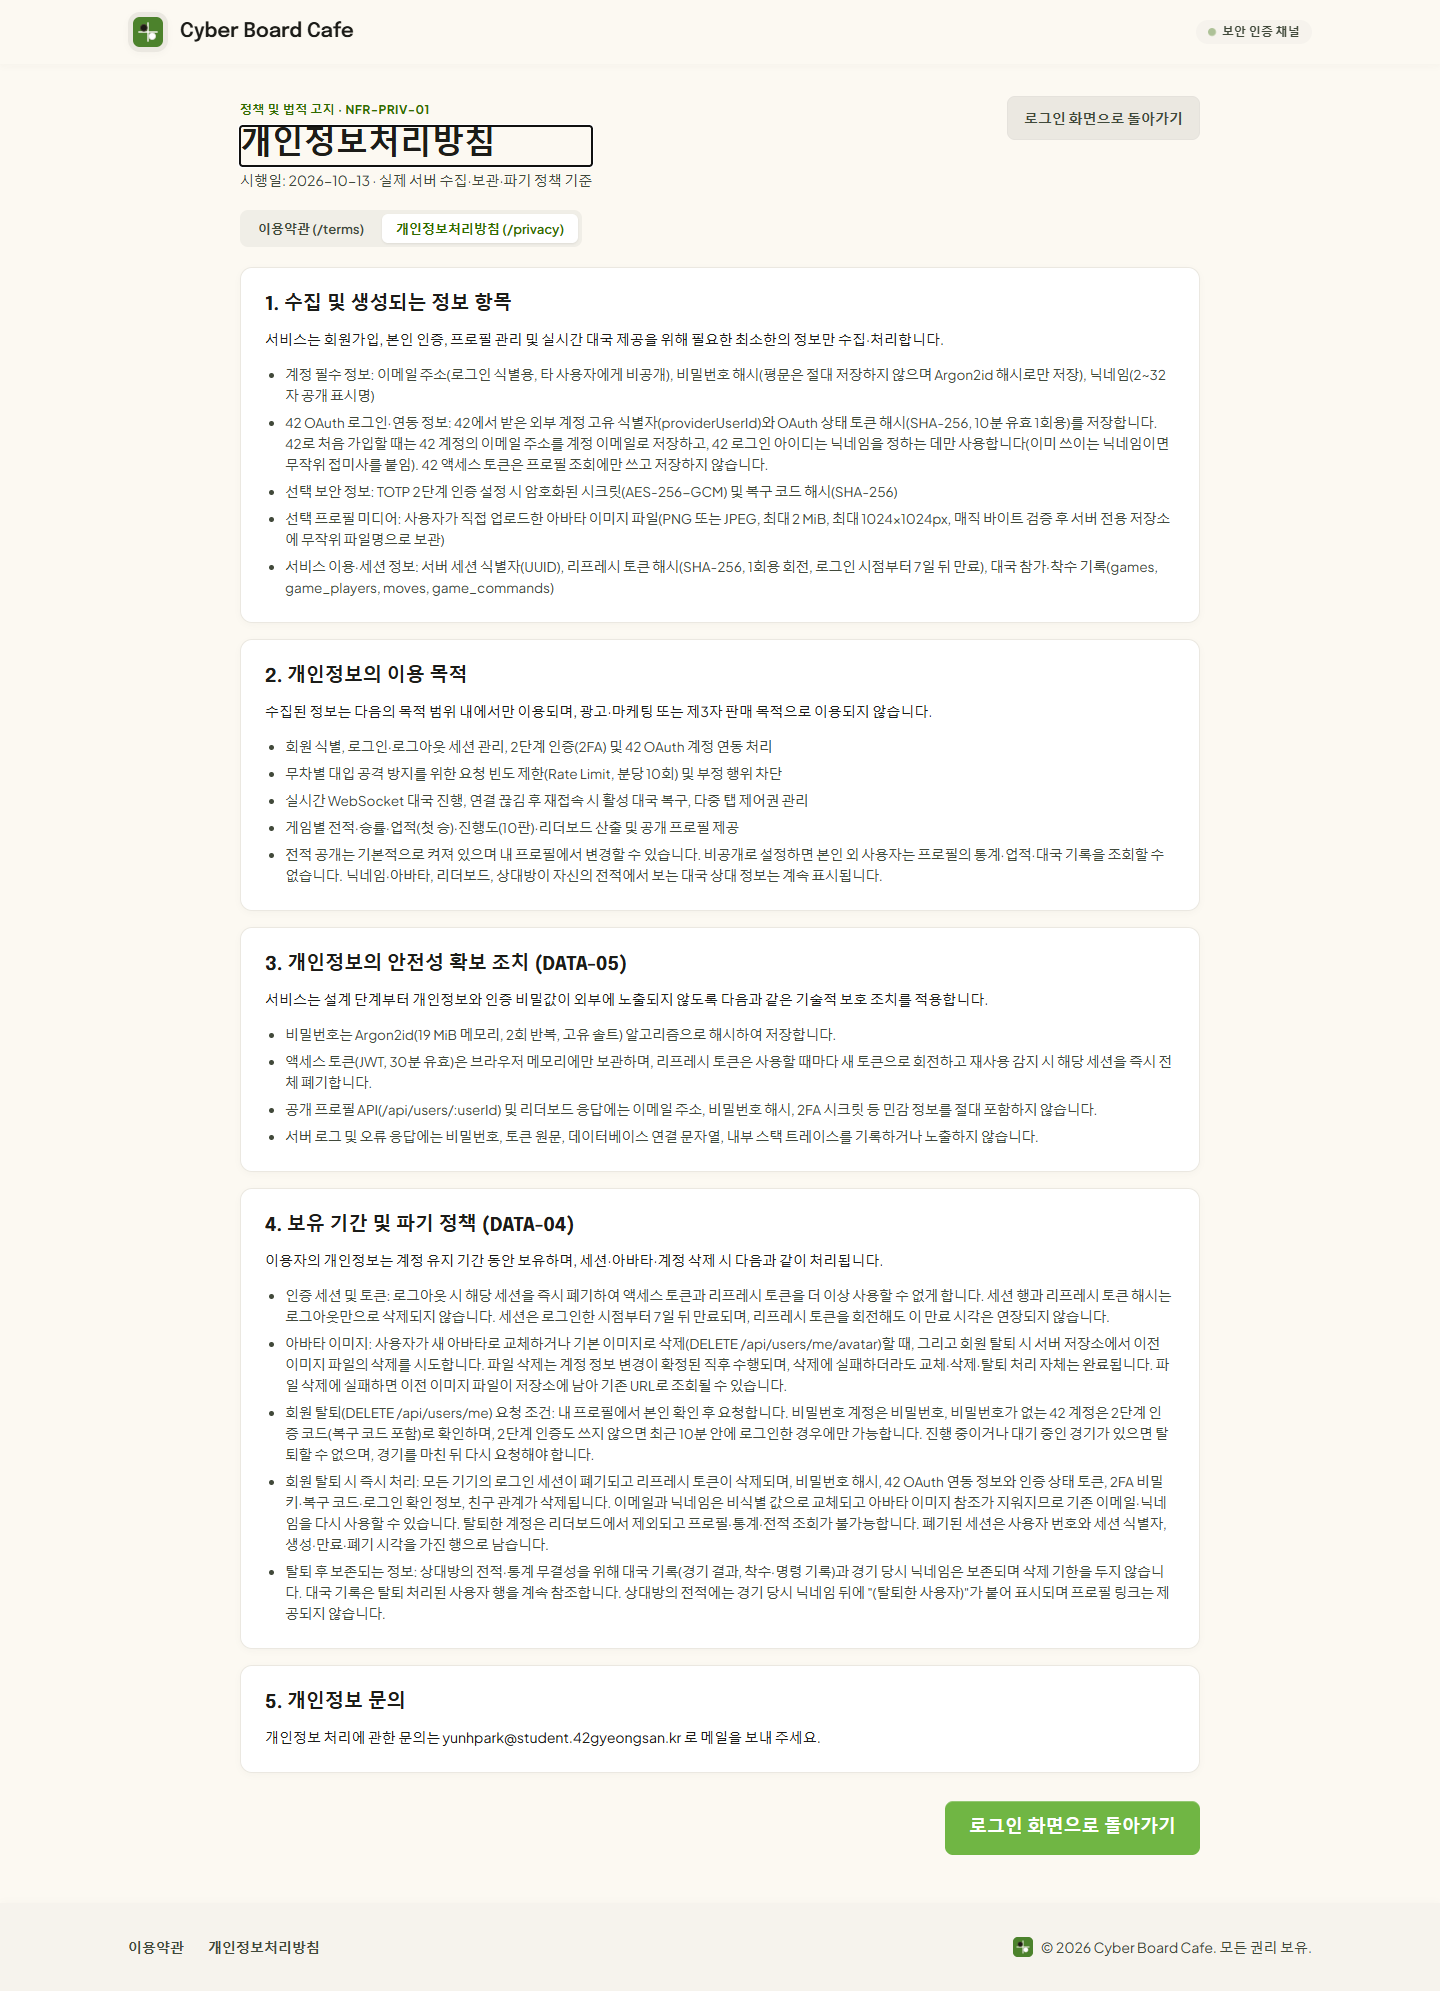 Cyber Board Cafe
보안 인증 채널
정책 및 법적 고지 · NFR-PRIV-01
로그인 화면으로 돌아가기
개인정보처리방침
시행일: 2026-10-13 · 실제 서버 수집·보관·파기 정책 기준
이용약관 (/terms)
개인정보처리방침 (/privacy)
1. 수집 및 생성되는 정보 항목
서비스는 회원가입, 본인 인증, 프로필 관리 및 실시간 대국 제공을 위해 필요한 최소한의 정보만 수집·처리합니다.
• 계정 필수 정보: 이메일 주소(로그인 식별용, 타 사용자에게 비공개), 비밀번호 해시(평문은 절대 저장하지 않으며 Argon2id 해시로만 저장), 닉네임(2~32
자 공개 표시명)
• 42 OAuth 로그인·연동 정보: 42에서 받은 외부 계정 고유 식별자(providerUserId)와 OAuth 상태 토큰 해시(SHA-256, 10분 유효 1회용)를 저장합니다.
42로 처음 가입할 때는 42 계정의 이메일 주소를 계정 이메일로 저장하고, 42 로그인 아이디는 닉네임을 정하는 데만 사용합니다(이미 쓰이는 닉네임이면
무작위 접미사를 붙임). 42 액세스 토큰은 프로필 조회에만 쓰고 저장하지 않습니다.
• 선택 보안 정보: TOTP 2단계 인증 설정 시 암호화된 시크릿(AES-256-GCM) 및 복구 코드 해시(SHA-256)
• 선택 프로필 미디어: 사용자가 직접 업로드한 아바타 이미지 파일(PNG 또는 JPEG, 최대 2 MiB, 최대 1024×1024px, 매직 바이트 검증 후 서버 전용 저장소
에 무작위 파일명으로 보관)
• 서비스 이용·세션 정보: 서버 세션 식별자(UUID), 리프레시 토큰 해시(SHA-256, 1회용 회전, 로그인 시점부터 7일 뒤 만료), 대국 참가·착수 기록(games,
game_players, moves, game_commands)
2. 개인정보의 이용 목적
수집된 정보는 다음의 목적 범위 내에서만 이용되며, 광고·마케팅 또는 제3자 판매 목적으로 이용되지 않습니다.
• 회원 식별, 로그인·로그아웃 세션 관리, 2단계 인증(2FA) 및 42 OAuth 계정 연동 처리
• 무차별 대입 공격 방지를 위한 요청 빈도 제한(Rate Limit, 분당 10회) 및 부정 행위 차단
• 실시간 WebSocket 대국 진행, 연결 끊김 후 재접속 시 활성 대국 복구, 다중 탭 제어권 관리
• 게임별 전적·승률·업적(첫 승)·진행도(10판)·리더보드 산출 및 공개 프로필 제공
• 전적 공개는 기본적으로 켜져 있으며 내 프로필에서 변경할 수 있습니다. 비공개로 설정하면 본인 외 사용자는 프로필의 통계·업적·대국 기록을 조회할 수
없습니다. 닉네임·아바타, 리더보드, 상대방이 자신의 전적에서 보는 대국 상대 정보는 계속 표시됩니다.
3. 개인정보의 안전성 확보 조치 (DATA-05)
서비스는 설계 단계부터 개인정보와 인증 비밀값이 외부에 노출되지 않도록 다음과 같은 기술적 보호 조치를 적용합니다.
• 비밀번호는 Argon2id(19 MiB 메모리, 2회 반복, 고유 솔트) 알고리즘으로 해시하여 저장합니다.
• 액세스 토큰(JWT, 30분 유효)은 브라우저 메모리에만 보관하며, 리프레시 토큰은 사용할 때마다 새 토큰으로 회전하고 재사용 감지 시 해당 세션을 즉시 전
체 폐기합니다.
• 공개 프로필 API(/api/users/:userId) 및 리더보드 응답에는 이메일 주소, 비밀번호 해시, 2FA 시크릿 등 민감 정보를 절대 포함하지 않습니다.
• 서버 로그 및 오류 응답에는 비밀번호, 토큰 원문, 데이터베이스 연결 문자열, 내부 스택 트레이스를 기록하거나 노출하지 않습니다.
4. 보유 기간 및 파기 정책 (DATA-04)
이용자의 개인정보는 계정 유지 기간 동안 보유하며, 세션·아바타·계정 삭제 시 다음과 같이 처리됩니다.
• 인증 세션 및 토큰: 로그아웃 시 해당 세션을 즉시 폐기하여 액세스 토큰과 리프레시 토큰을 더 이상 사용할 수 없게 합니다. 세션 행과 리프레시 토큰 해시는
로그아웃만으로 삭제되지 않습니다. 세션은 로그인한 시점부터 7일 뒤 만료되며, 리프레시 토큰을 회전해도 이 만료 시각은 연장되지 않습니다.
• 아바타 이미지: 사용자가 새 아바타로 교체하거나 기본 이미지로 삭제(DELETE /api/users/me/avatar)할 때, 그리고 회원 탈퇴 시 서버 저장소에서 이전
이미지 파일의 삭제를 시도합니다. 파일 삭제는 계정 정보 변경이 확정된 직후 수행되며, 삭제에 실패하더라도 교체·삭제·탈퇴 처리 자체는 완료됩니다. 파
일 삭제에 실패하면 이전 이미지 파일이 저장소에 남아 기존 URL로 조회될 수 있습니다.
• 회원 탈퇴(DELETE /api/users/me) 요청 조건: 내 프로필에서 본인 확인 후 요청합니다. 비밀번호 계정은 비밀번호, 비밀번호가 없는 42 계정은 2단계 인
증 코드(복구 코드 포함)로 확인하며, 2단계 인증도 쓰지 않으면 최근 10분 안에 로그인한 경우에만 가능합니다. 진행 중이거나 대기 중인 경기가 있으면 탈
퇴할 수 없으며, 경기를 마친 뒤 다시 요청해야 합니다.
• 회원 탈퇴 시 즉시 처리: 모든 기기의 로그인 세션이 폐기되고 리프레시 토큰이 삭제되며, 비밀번호 해시, 42 OAuth 연동 정보와 인증 상태 토큰, 2FA 비밀
키·복구 코드·로그인 확인 정보, 친구 관계가 삭제됩니다. 이메일과 닉네임은 비식별 값으로 교체되고 아바타 이미지 참조가 지워지므로 기존 이메일·닉네
임을 다시 사용할 수 있습니다. 탈퇴한 계정은 리더보드에서 제외되고 프로필·통계·전적 조회가 불가능합니다. 폐기된 세션은 사용자 번호와 세션 식별자,
생성·만료·폐기 시각을 가진 행으로 남습니다.
• 탈퇴 후 보존되는 정보: 상대방의 전적·통계 무결성을 위해 대국 기록(경기 결과, 착수·명령 기록)과 경기 당시 닉네임은 보존되며 삭제 기한을 두지 않습니
다. 대국 기록은 탈퇴 처리된 사용자 행을 계속 참조합니다. 상대방의 전적에는 경기 당시 닉네임 뒤에 "(탈퇴한 사용자)"가 붙어 표시되며 프로필 링크는 제
공되지 않습니다.
5. 개인정보 문의
개인정보 처리에 관한 문의는 yunhpark@student.42gyeongsan.kr 로 메일을 보내 주세요.
로그인 화면으로 돌아가기
이용약관
개인정보처리방침
© 2026 Cyber Board Cafe. 모든 권리 보유.